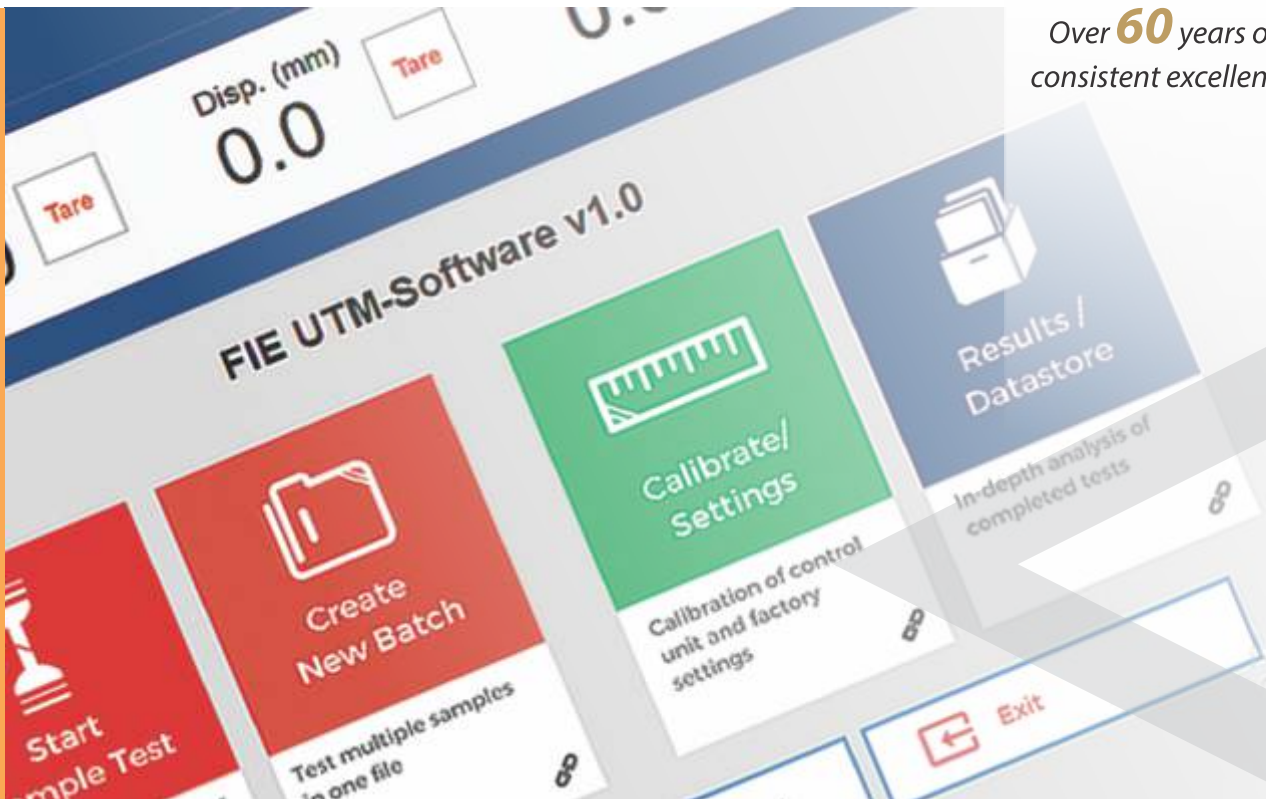 Over 60 years o
consistent excellen
Disp. (mm)
0.0
Tare
Tare
FIE UTM-Software v1.0
Start
mple Test
Create
New Batch
Test multiple samples
in one file
Calibrate/
Settings
Calibration of control
unit and factory
settings
Results /
Datastore
In-depth analysis of
completed tests
Exit